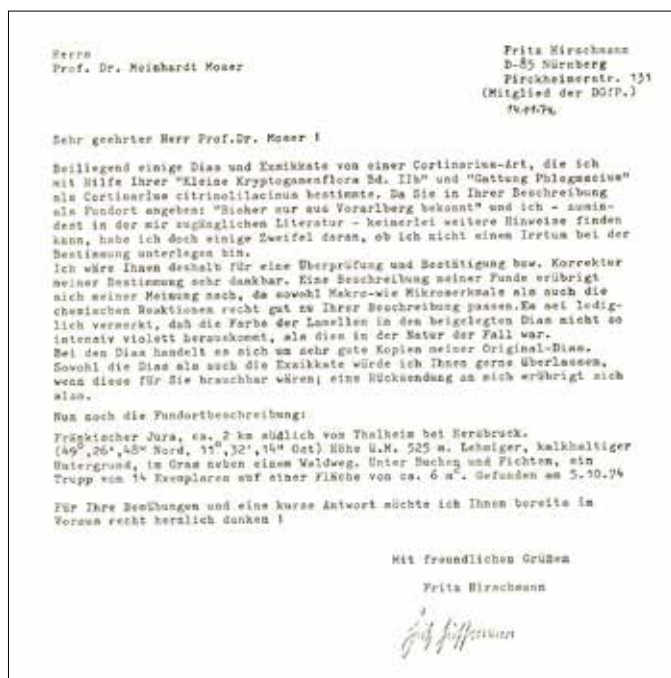 Herrn
Prof. Dr. Meinhardt Moser
Fritz Hirschmann
D-85 Nürnberg
Pirckheimerstr. 131
(Mitglied der DGfP.)
14.11.74
Sehr geehrter Herr Prof.Dr. Moser !
Beiliegend einige Dias und Exsikkate von einer Cortinarius-Art, die ich
mit Hilfe Ihrer "Kleine Kryptogamenflora Bd. IIb" und "Gattung Phlegmacium"
als Cortinarius citrinolilacinus bestimmte. Da Sie in Ihrer Beschreibung
als Fundort angeben: "Bisher nur aus Vorarlberg bekannt" und ich - zumin-
dest in der mir zugänglichen Literatur - keinerlei weitere Hinweise finden
kann, habe ich doch einige Zweifel daran, ob ich nicht einem Irrtum bei der
Bestimmung unterlegen bin.
Ich wäre Ihnen deshalb für eine Überprüfung und Bestätigung bzw. Korrektur
meiner Bestimmung sehr dankbar. Eine Beschreibung meiner Funde erübrigt
sich meiner Meinung nach, da sowohl Makro-wie Mikromerkmale als auch die
chemischen Reaktionen recht gut zu Ihrer Beschreibung passen.Es sei ledig-
lich vermerkt, daß die Farbe der Lamellen in den beigelegten Dias nicht so
intensiv violett herauskommt, als dies in der Natur der Fall war.
Bei den Dias handelt es sich um sehr gute Kopien meiner Original-Dias.
Sowohl die Dias als auch die Exsikkate würde ich Ihnen gerne überlassen,
wenn diese für Sie brauchbar wären; eine Rücksendung an mich erübrigt sich
also.
Nun noch die Fundortbeschreibung:
Fränkischer Jura, ca. 2 km südlich von Thalheim bei Hersbruck.
(49°,26',48" Nord, 11°,32',14" Ost) Höhe ü.M. 525 m. Lehmiger, kalkhaltiger
Untergrund, im Gras neben einem Waldweg. Unter Buchen und Fichten, ein
Trupp von 14 Exemplaren auf einer Fläche von ca. 6 m². Gefunden am 5.10.74
Für Ihre Bemühungen und eine kurze Antwort möchte ich Ihnen bereits im
Voraus recht herzlich danken !
Mit freundlichen Grüßen
Fritz Hirschmann
Fritz Hirschmann